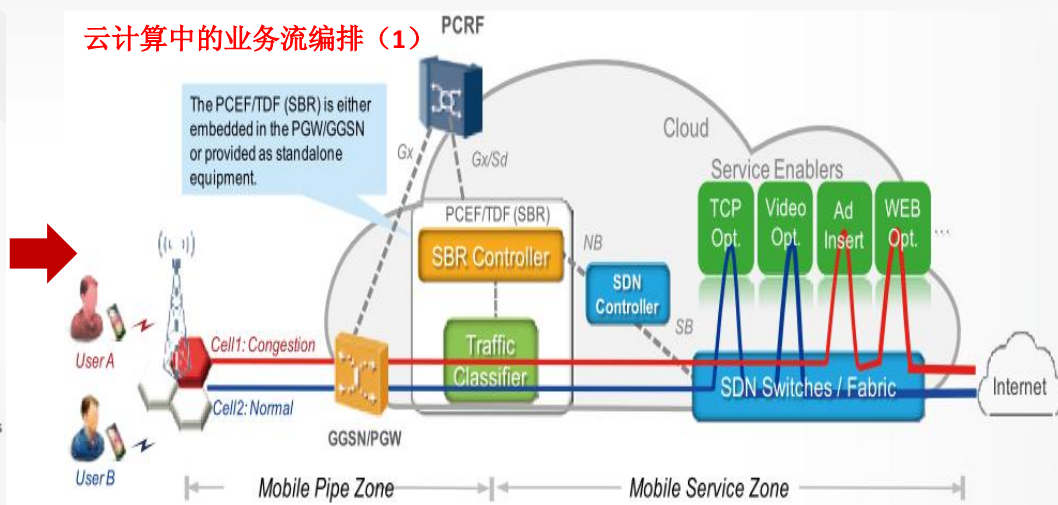 云计算中的业务流编排（1）
PCRF
The PCEF/TDF (SBR) is either
embedded in the PGW/GGSN
or provided as standalone
equipment.
Gx
Gx/Sd
Cloud
Service Enablers
TCP
Opt.
Video
Opt.
Ad
Insert
WEB
Opt.
...
PCEF/TDF (SBR)
SBR Controller
NB
SDN
Controller
SB
Traffic
Classifier
SDN Switches / Fabric
Internet
User A
Cell1: Congestion
Cell2: Normal
User B
GGSN/PGW
Mobile Pipe Zone
Mobile Service Zone
s